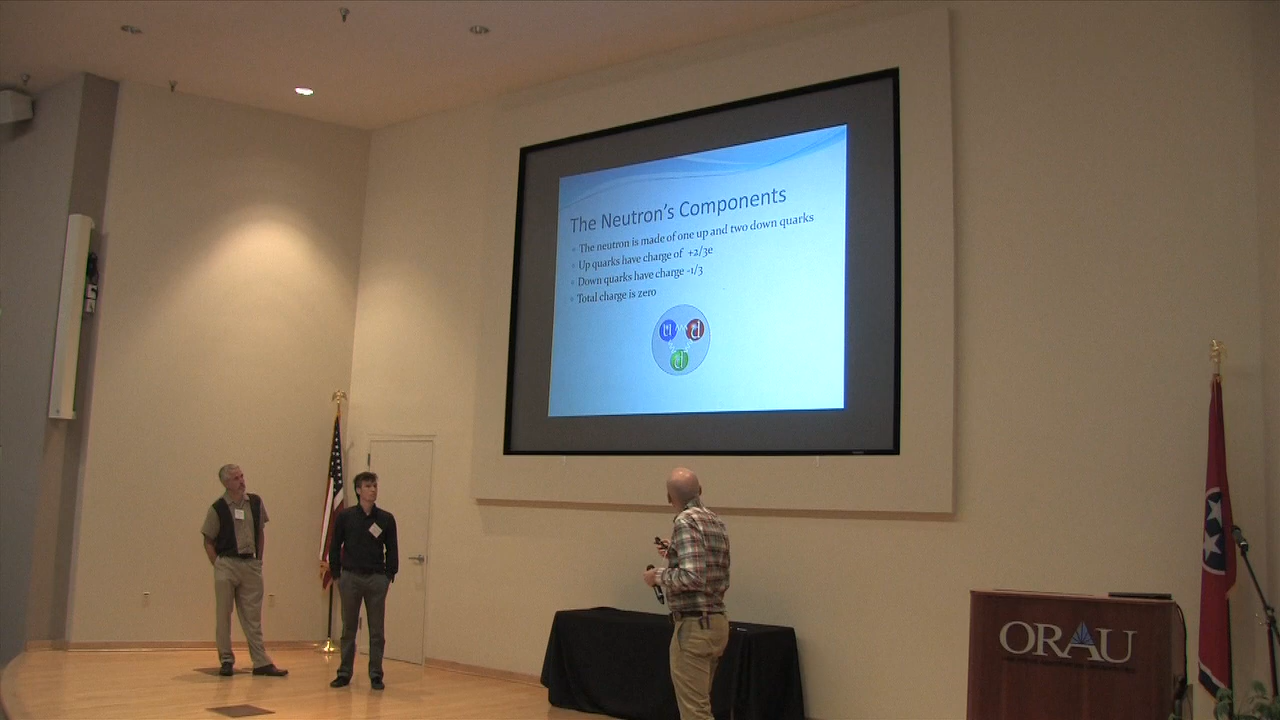 The Neutron's Components
The neutron is made of one up and two down quarks
Up quarks have charge of +2/3e
Down quarks have charge -1/3
Total charge is zero
u d
d
ORAU